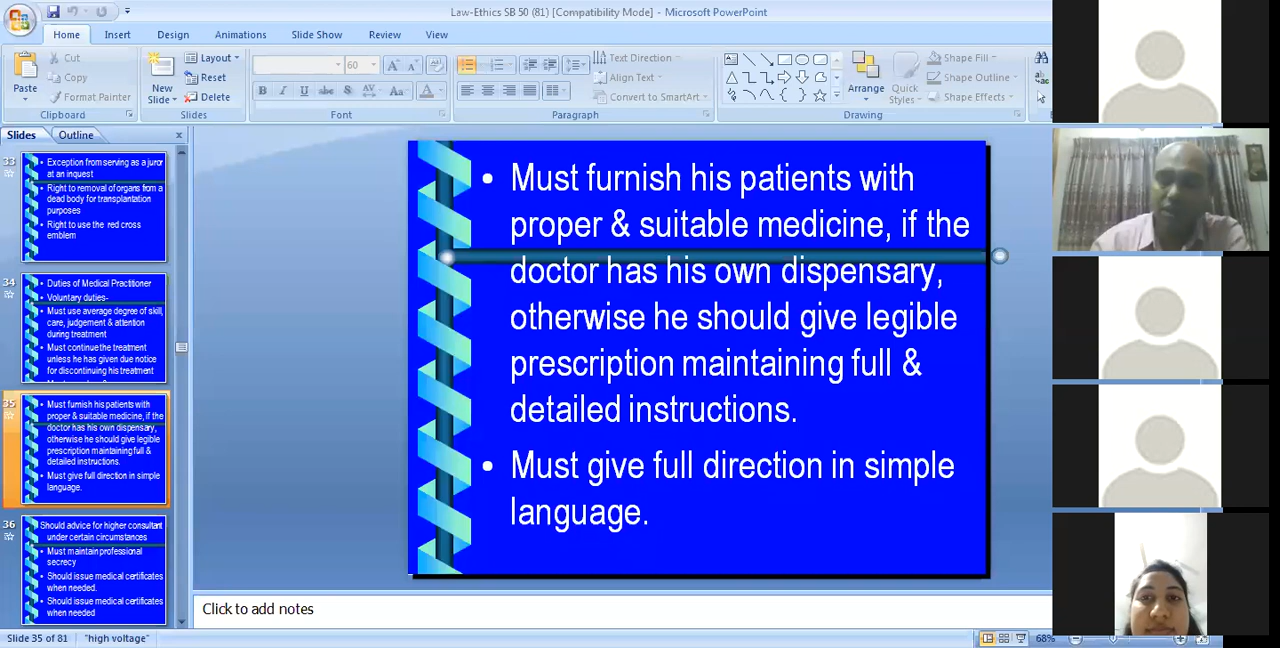 Law-Ethics SB 50 (81) [Compatibility Mode] - Microsoft PowerPoint
Home Insert Design Animations Slide Show Review View
Cut
Copy
Format Painter
Paste
Clipboard
New
Slide
Layout
Reset
Delete
Slides
60
B I U abc S AV Aa A
Font
Text Direction
Align Text
Convert to SmartArt
Paragraph
Arrange
Quick
Styles
Shape Fill
Shape Outline
Shape Effects
Drawing
Slides Outline
33
• Exception from serving as a juror
at an inquest
• Right to removal of organs from a
dead body for transplantation
purposes
• Right to use the red cross
emblem
34
• Duties of Medical Practitioner
• Voluntary duties-
• Must use average degree of skill,
care, judgement & attention
during treatment
• Must continue the treatment
unless he has given due notice
for discontinuing his treatment
35
• Must furnish his patients with
proper & suitable medicine, if the
doctor has his own dispensary,
otherwise he should give legible
prescription maintaining full &
detailed instructions.
• Must give full direction in simple
language.
36
Should advice for higher consultant
under certain circumstances
• Must maintain professional
secrecy
• Should issue medical certificates
when needed.
• Should issue medical certificates
when needed
• Must furnish his patients with
proper & suitable medicine, if the
doctor has his own dispensary,
otherwise he should give legible
prescription maintaining full &
detailed instructions.
• Must give full direction in simple
language.
Click to add notes
Slide 35 of 81 "high voltage" 68%